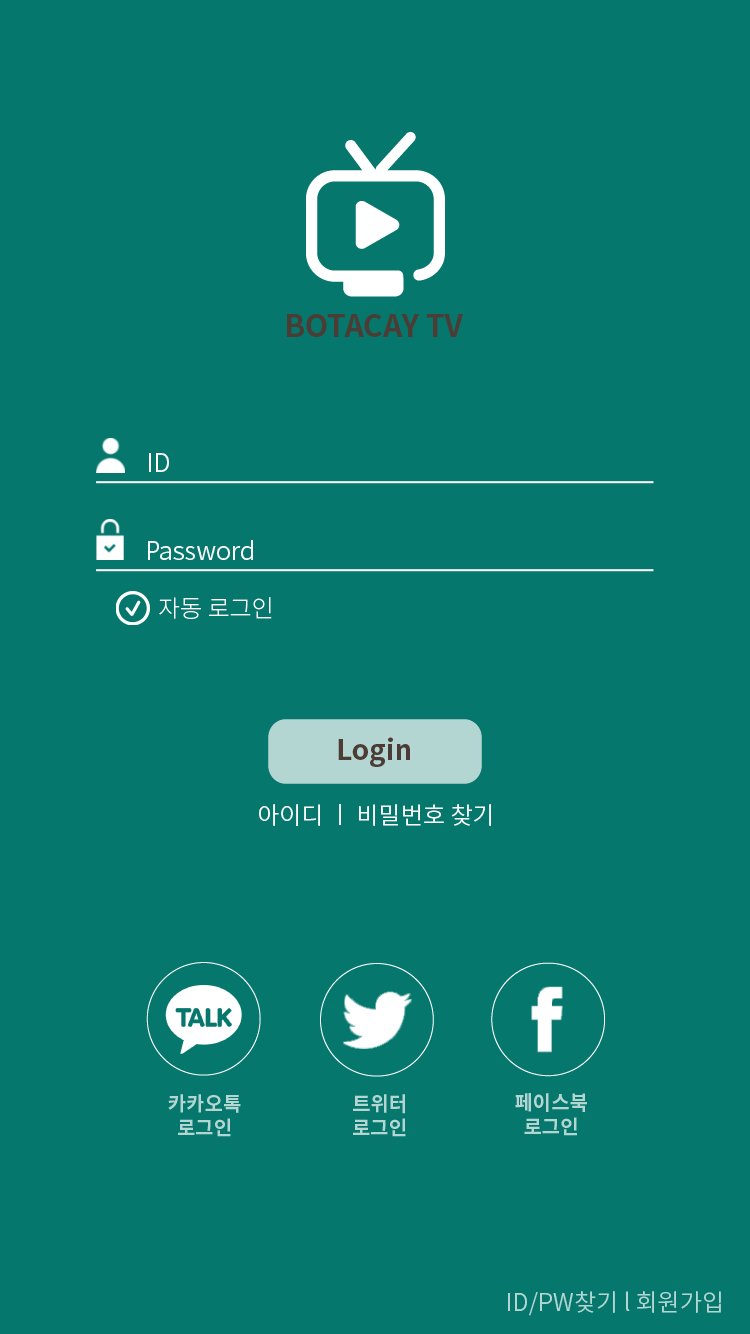 BOTACAY TV
ID
Password
자동 로그인
Login
아이디 | 비밀번호 찾기
TALK
카카오톡
로그인
트위터
로그인
페이스북
로그인
ID/PW찾기 l 회원가입